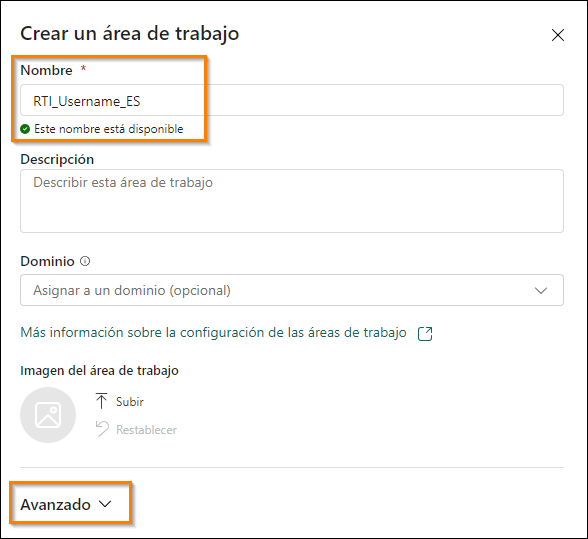 Crear un área de trabajo
Nombre *
RTI_Username_ES
Este nombre está disponible
Descripción
Describir esta área de trabajo
Dominio
Asignar a un dominio (opcional)
Más información sobre la configuración de las áreas de trabajo
Imagen del área de trabajo
Subir
Restablecer
Avanzado